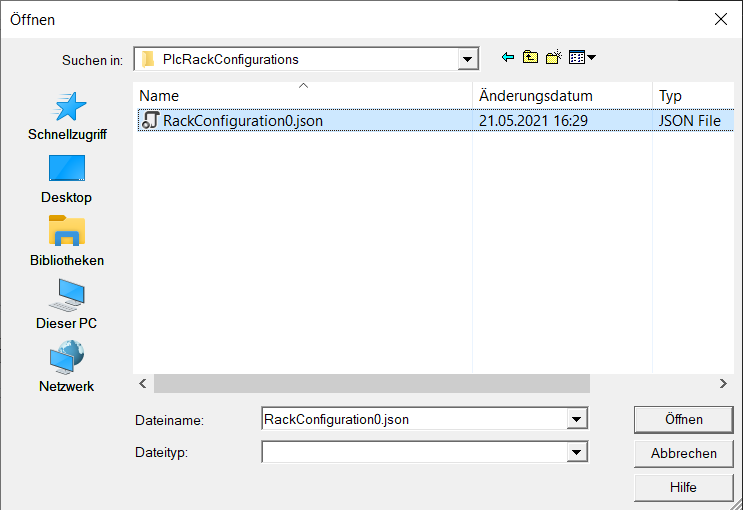 Öffnen
Suchen in: PlcRackConfigurations
Name Änderungsdatum Typ
RackConfiguration0.json 21.05.2021 16:29 JSON File
Schnellzugriff
Desktop
Bibliotheken
Dieser PC
Netzwerk
Dateiname: RackConfiguration0.json Öffnen
Dateityp: Abbrechen
Hilfe